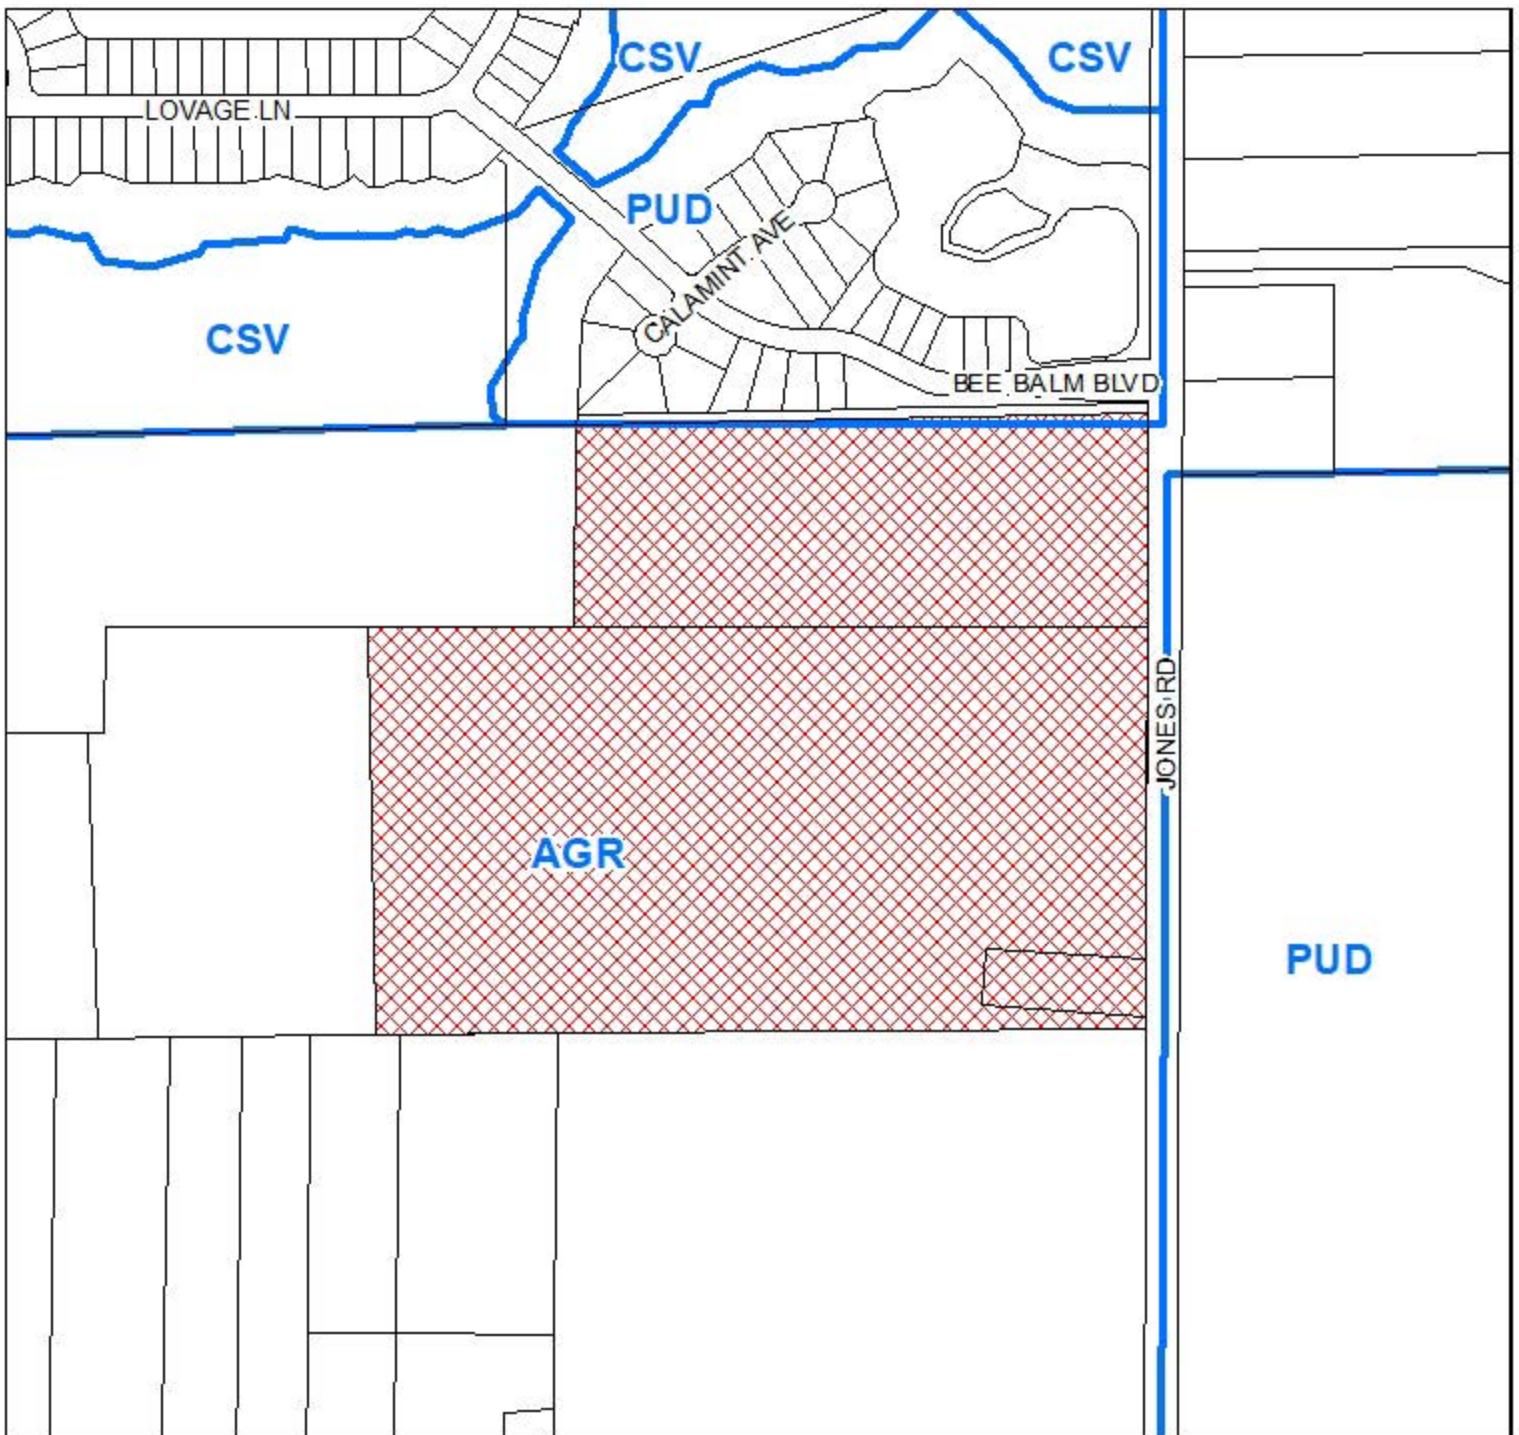 CSV
CSV
LOVAGE LN
PUD
CALAMINT AVE
CSV
BEE BALM BLVD
JONES RD
AGR
PUD